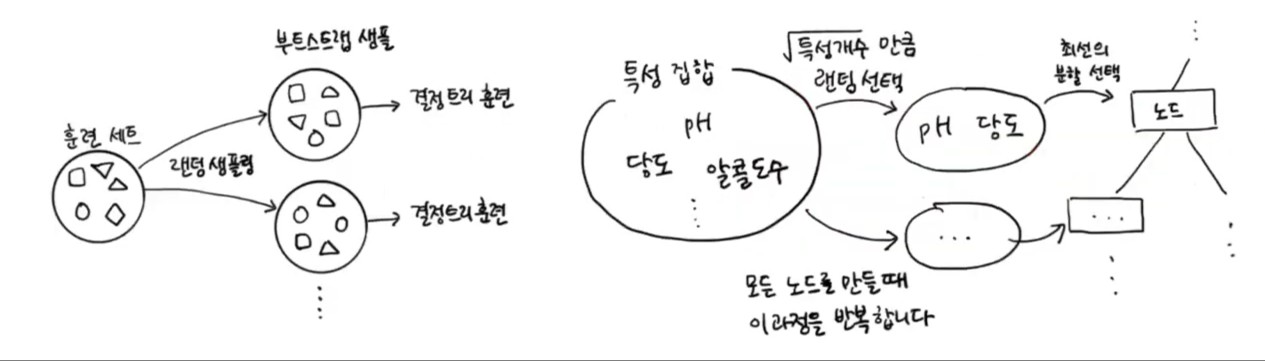 부트스트랩 샘플
결정트리 훈련
훈련 세트
랜덤 샘플링
결정트리 훈련
특성 집합
pH
당도 알콜도수
√특성개수 만큼
랜덤 선택
pH 당도
최선의
분할 선택
노드
...
...
모든 노드를 만들 때
이 과정을 반복합니다